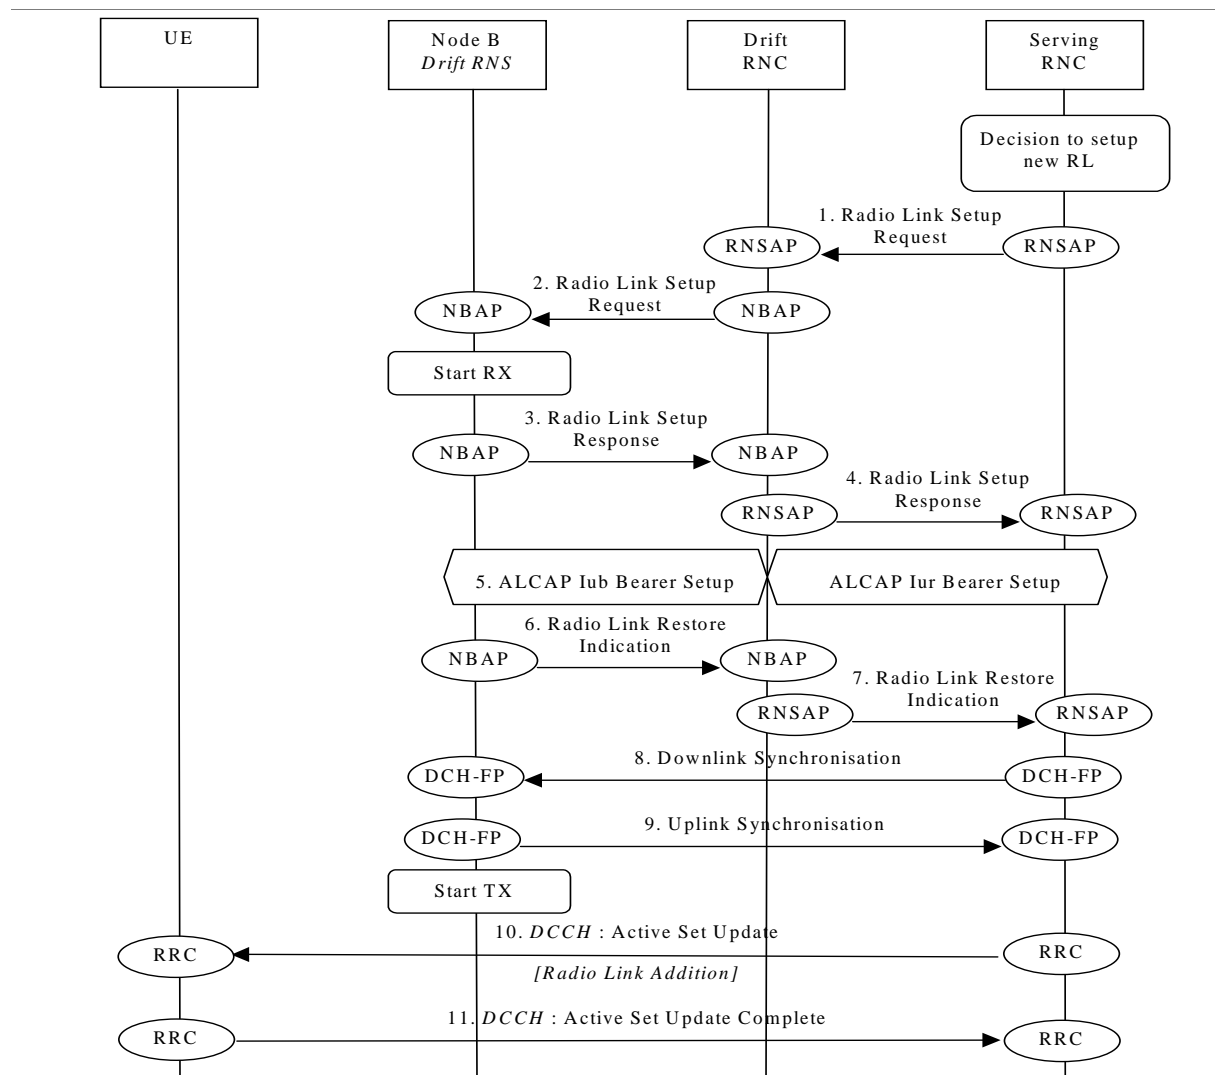 UE
Node B
Drift RNS
Drift
RNC
Serving
RNC
Decision to setup
new RL
1. Radio Link Setup
Request
RNSAP
RNSAP
2. Radio Link Setup
Request
NBAP
NBAP
Start RX
3. Radio Link Setup
Response
NBAP
NBAP
4. Radio Link Setup
Response
RNSAP
RNSAP
5. ALCAP Iub Bearer Setup
ALCAP Iur Bearer Setup
6. Radio Link Restore
Indication
NBAP
NBAP
7. Radio Link Restore
Indication
RNSAP
RNSAP
8. Downlink Synchronisation
DCH-FP
DCH-FP
9. Uplink Synchronisation
DCH-FP
DCH-FP
Start TX
10. DCCH : Active Set Update
RRC
RRC
[Radio Link Addition]
11. DCCH : Active Set Update Complete
RRC
RRC